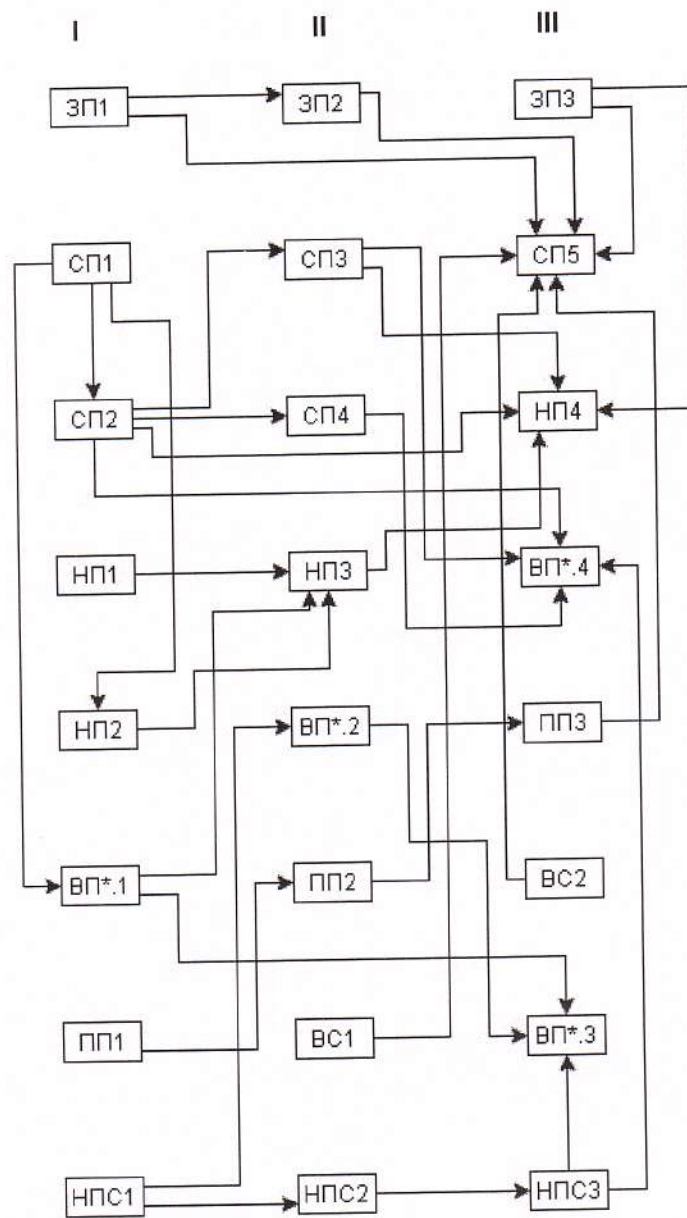 I II III
ЗП1 ЗП2 ЗП3
СП1 СП3 СП5
СП2 СП4 НП4
НП1 НП3 ВП*.4
НП2 ВП*.2 ПП3
ВП*.1 ПП2 ВС2
ПП1 ВС1 ВП*.3
НПС1 НПС2 НПС3